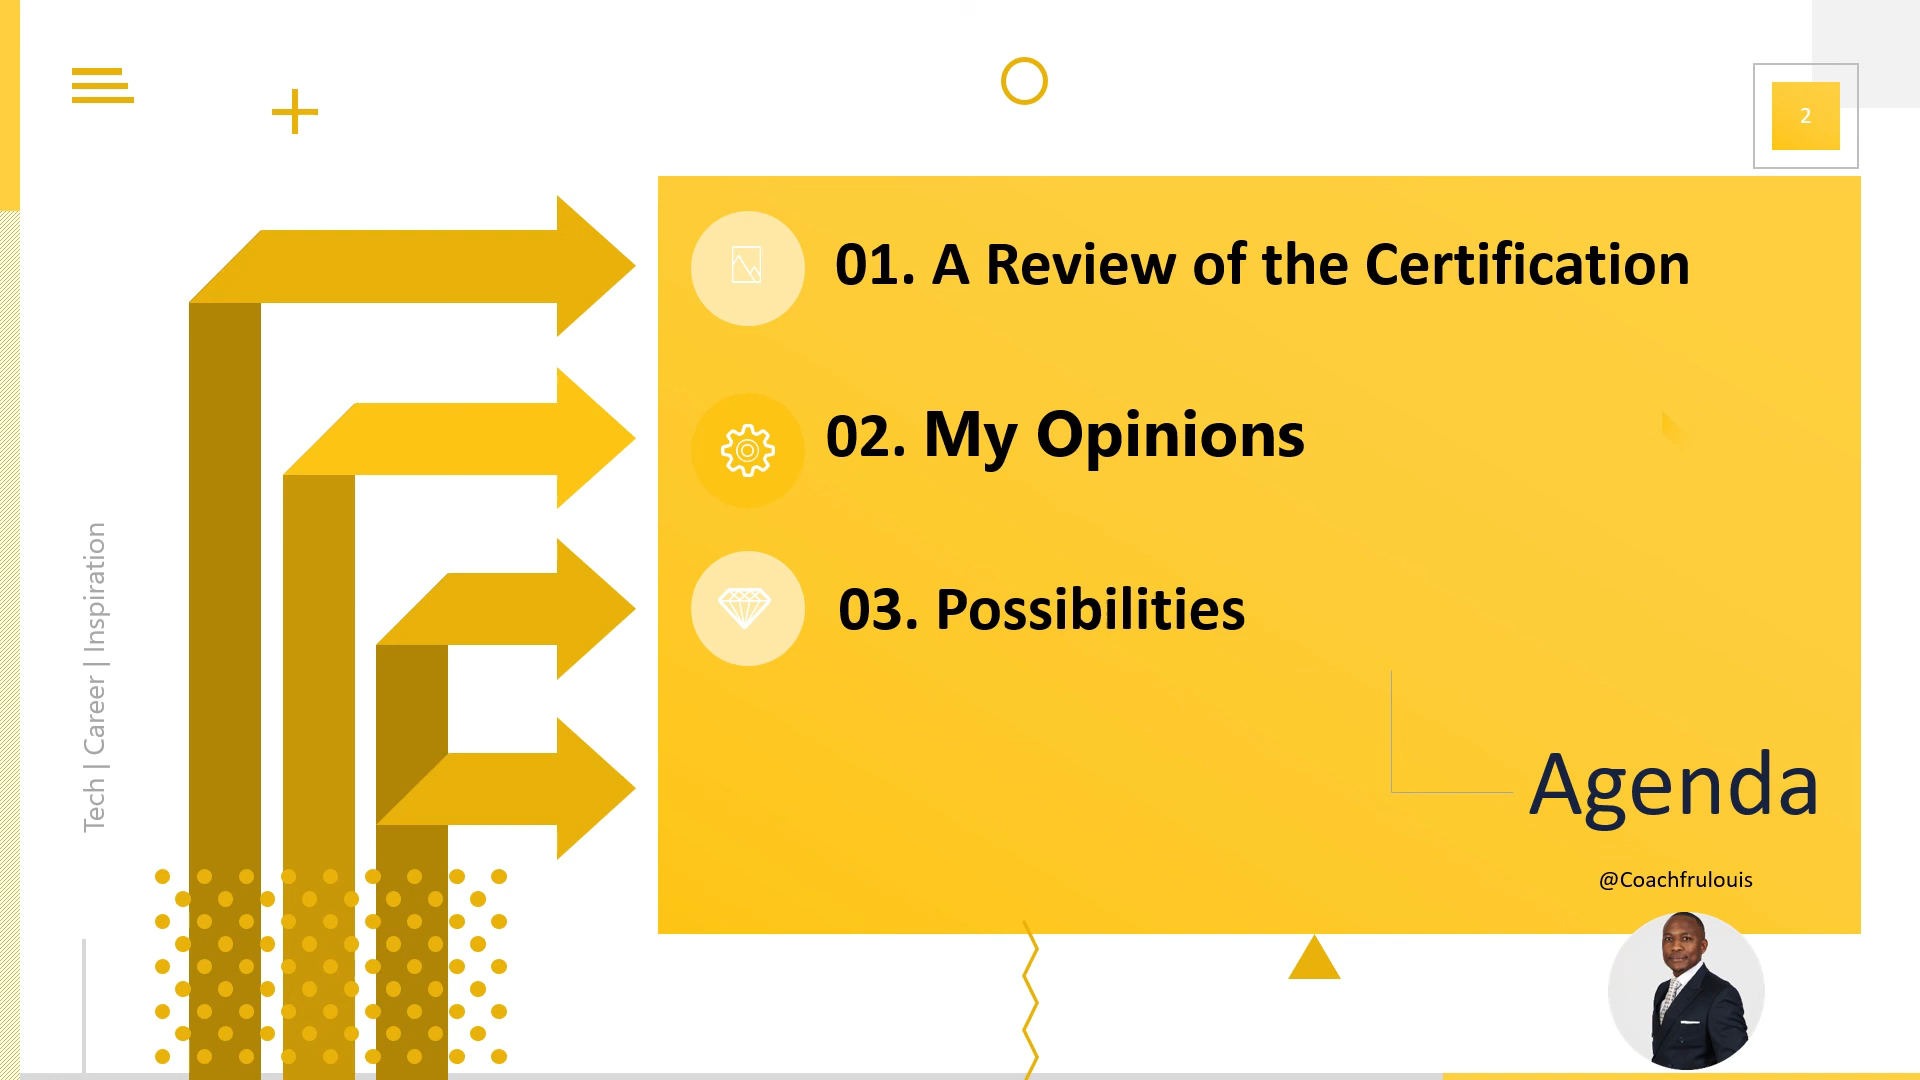 2
01. A Review of the Certification
02. My Opinions
03. Possibilities
Tech | Career | Inspiration
Agenda
@Coachfrulouis